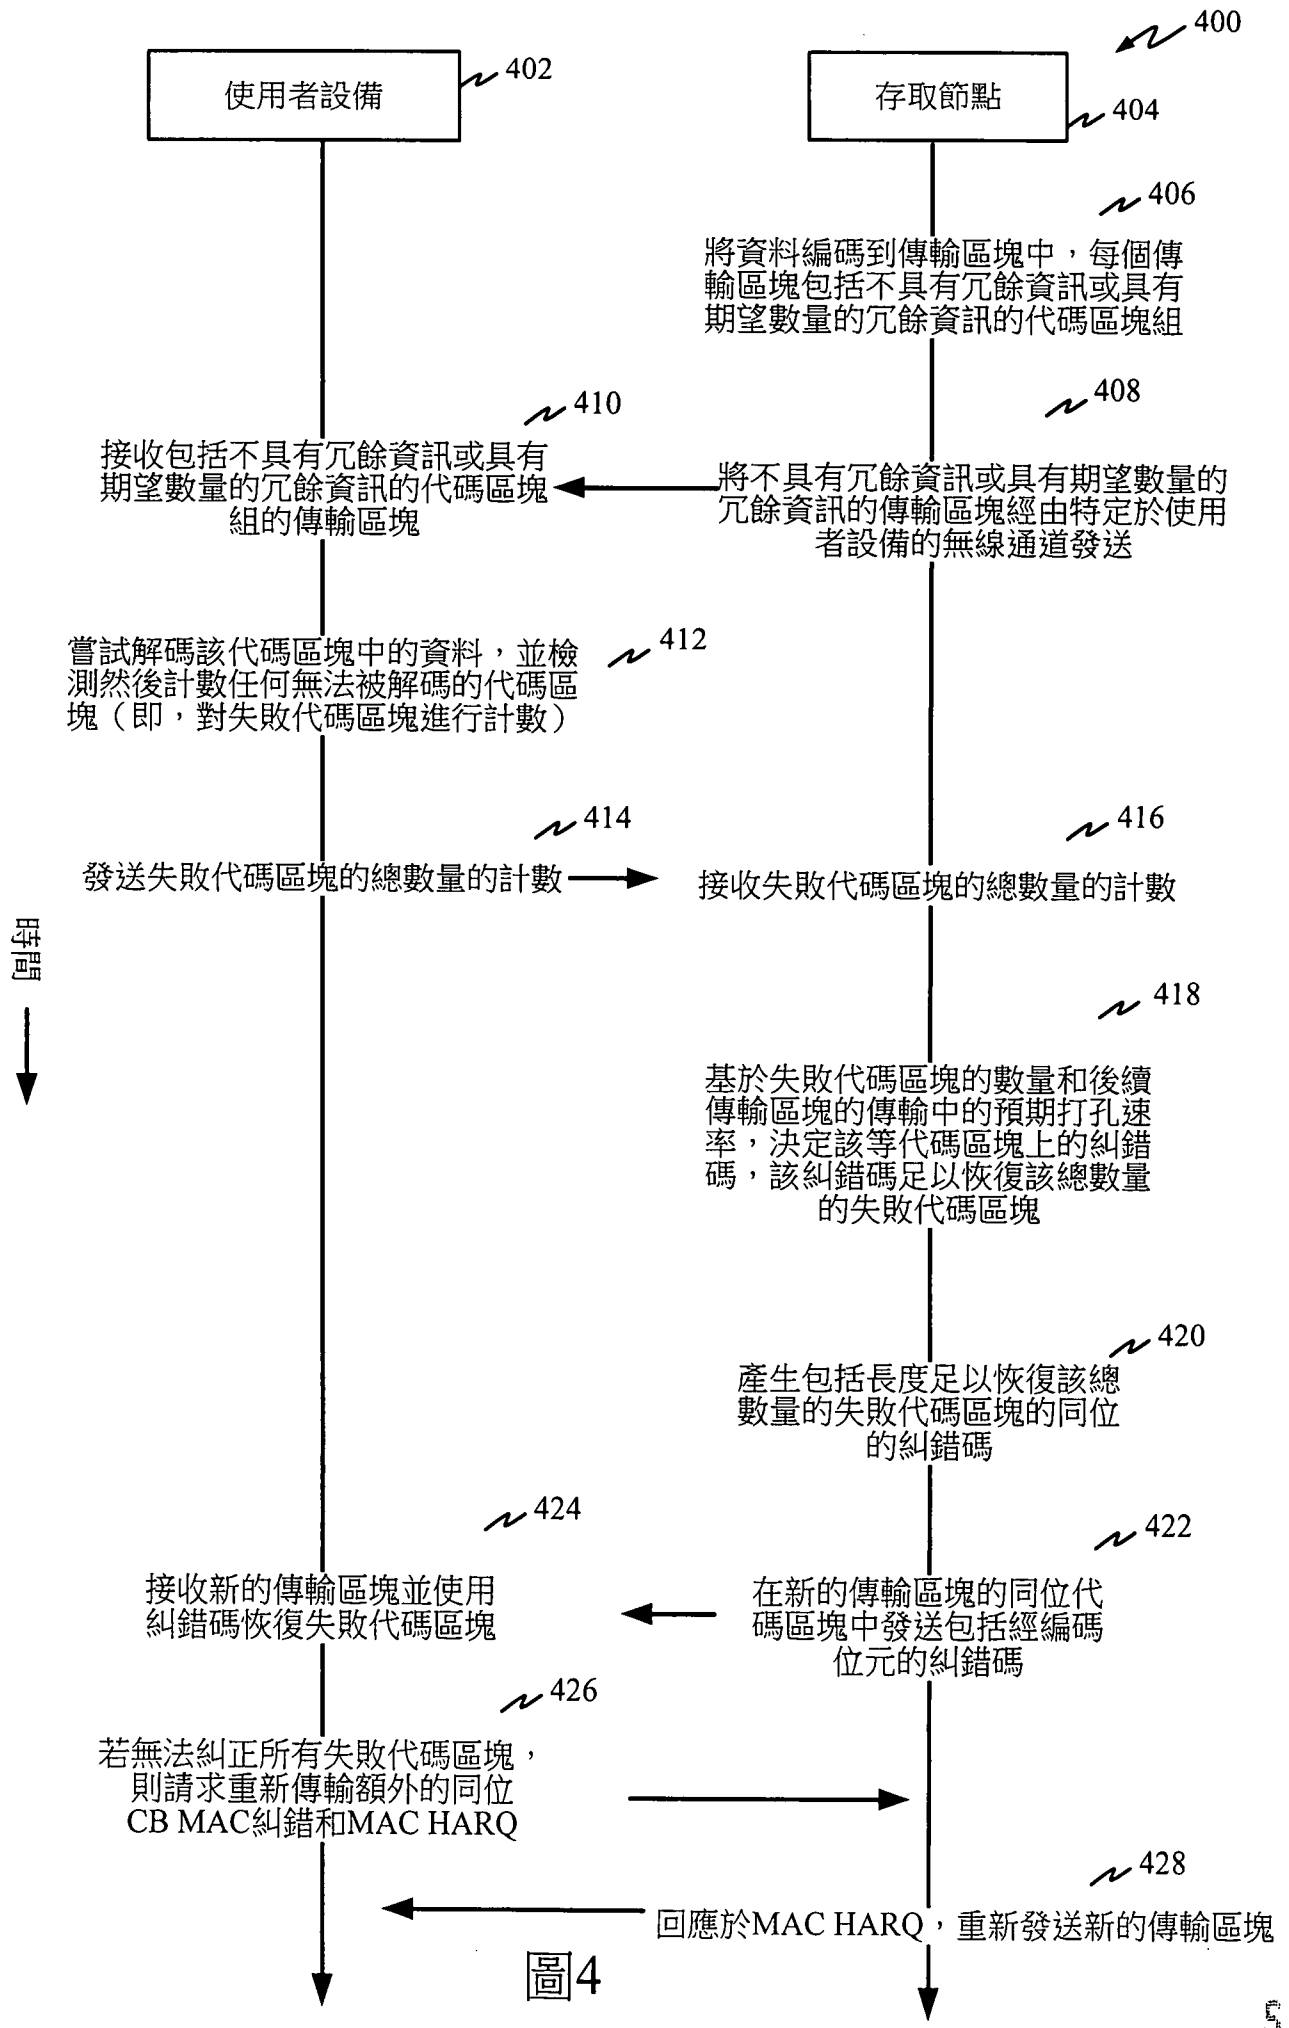 400
使用者設備
402
存取節點
404
406
將資料編碼到傳輸區塊中，每個傳
輸區塊包括不具有冗餘資訊或具有
期望數量的冗餘資訊的代碼區塊組
408
410
接收包括不具有冗餘資訊或具有
期望數量的冗餘資訊的代碼區塊
組的傳輸區塊
將不具有冗餘資訊或具有期望數量的
冗餘資訊的傳輸區塊經由特定於使用
者設備的無線通道發送
412
嘗試解碼該代碼區塊中的資料，並檢
測然後計數任何無法被解碼的代碼區
塊（即，對失敗代碼區塊進行計數）
414
發送失敗代碼區塊的總數量的計數
416
接收失敗代碼區塊的總數量的計數
時間
418
基於失敗代碼區塊的數量和後續
傳輸區塊的傳輸中的預期打孔速
率，決定該等代碼區塊上的糾錯
碼，該糾錯碼足以恢復該總數量
的失敗代碼區塊
420
產生包括長度足以恢復該總
數量的失敗代碼區塊的同位
的糾錯碼
422
在新的傳輸區塊的同位代
碼區塊中發送包括經編碼
位元的糾錯碼
424
接收新的傳輸區塊並使用
糾錯碼恢復失敗代碼區塊
426
若無法糾正所有失敗代碼區塊，
則請求重新傳輸額外的同位
CB MAC糾錯和MAC HARQ
428
回應於MAC HARQ，重新發送新的傳輸區塊
圖4